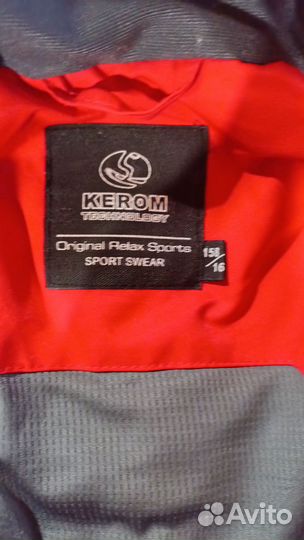 KEROM
TECHNOLOGY
Original Relax Sports
SPORT SWEAR
158/16
Avito